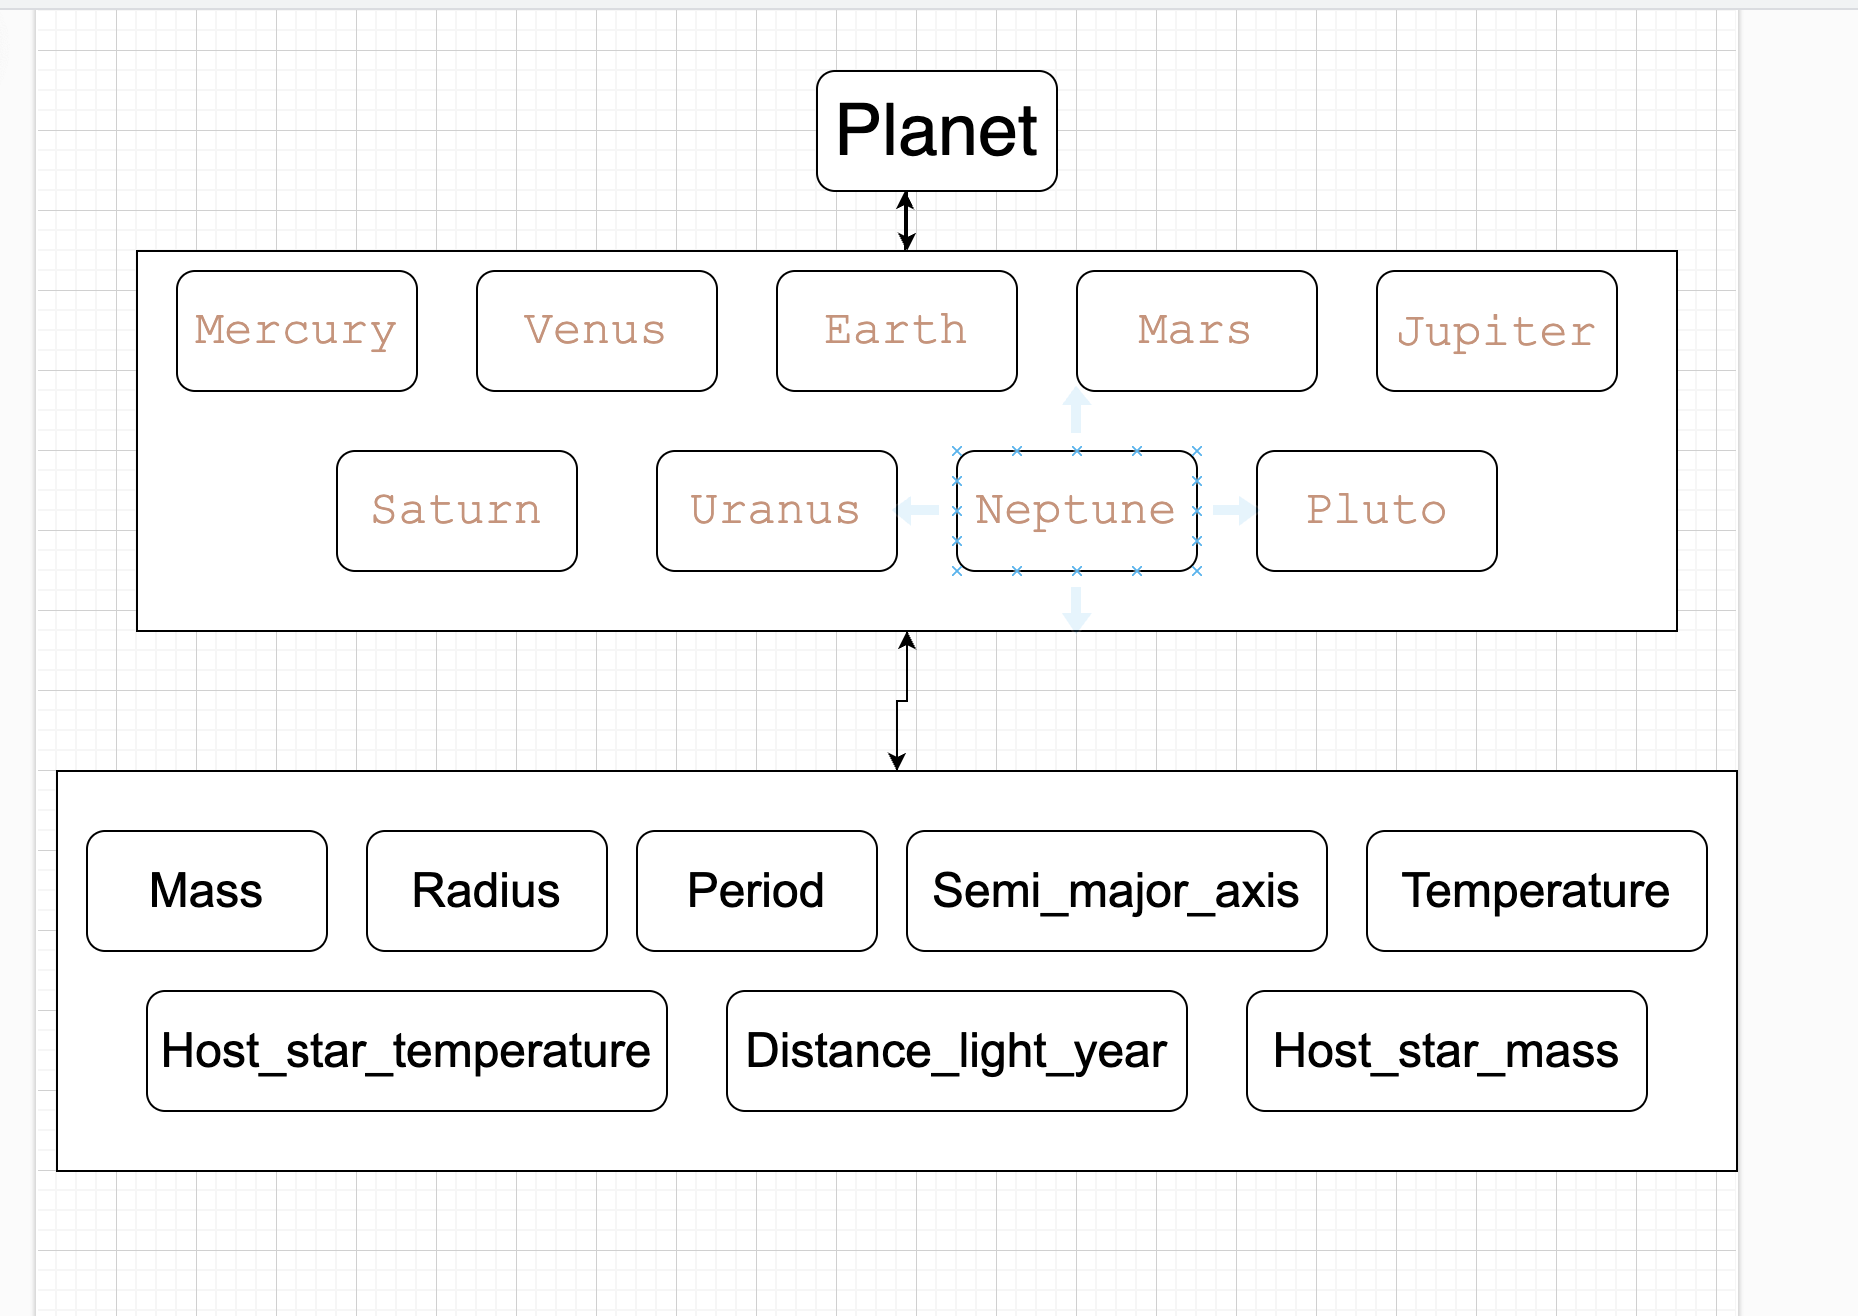 Planet
Mercury
Venus
Earth
Mars
Jupiter
Saturn
Uranus
Neptune
Pluto
Mass
Radius
Period
Semi_major_axis
Temperature
Host_star_temperature
Distance_light_year
Host_star_mass